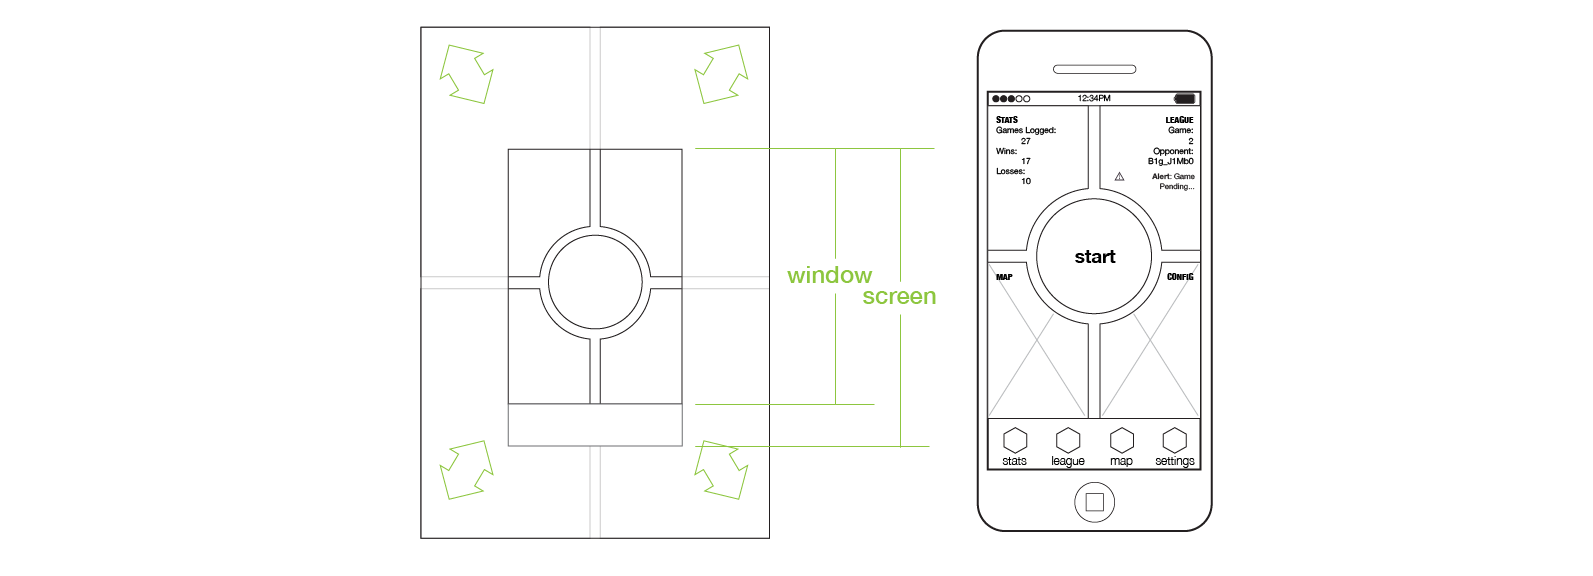 window
screen
12:34PM
STATS
Games Logged:
27
Wins:
17
Losses:
10
LEAGUE
Game:
2
Opponent:
B1g_J1Mb0
Alert: Game
Pending...
start
MAP
CONFIG
stats
league
map
settings